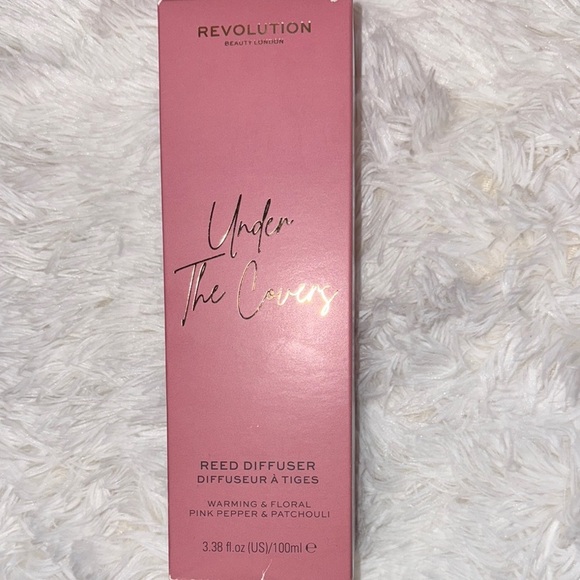 REVOLUTION
BEAUTY LONDON
Under
The Covers
REED DIFFUSER
DIFFUSEUR À TIGES
WARMING & FLORAL
PINK PEPPER & PATCHOULI
3.38 fl.oz (US)/100ml ℮